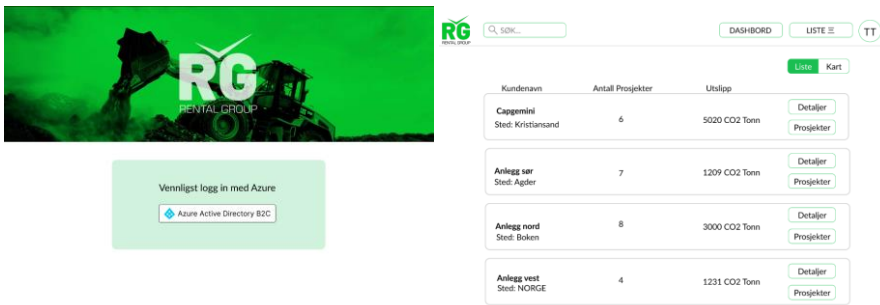 RG
RENTAL GROUP
Vennligst logg in med Azure
Azure Active Directory B2C
RG
RENTAL GROUP
SØK...
DASHBORD
LISTE
TT
Liste Kart
Kundenavn Antall Prosjekter Utslipp
Capgemini
Sted: Kristiansand
6
5020 CO2 Tonn
Detaljer
Prosjekter
Anlegg sør
Sted: Agder
7
1209 CO2 Tonn
Detaljer
Prosjekter
Anlegg nord
Sted: Boken
8
3000 CO2 Tonn
Detaljer
Prosjekter
Anlegg vest
Sted: NORGE
4
1231 CO2 Tonn
Detaljer
Prosjekter